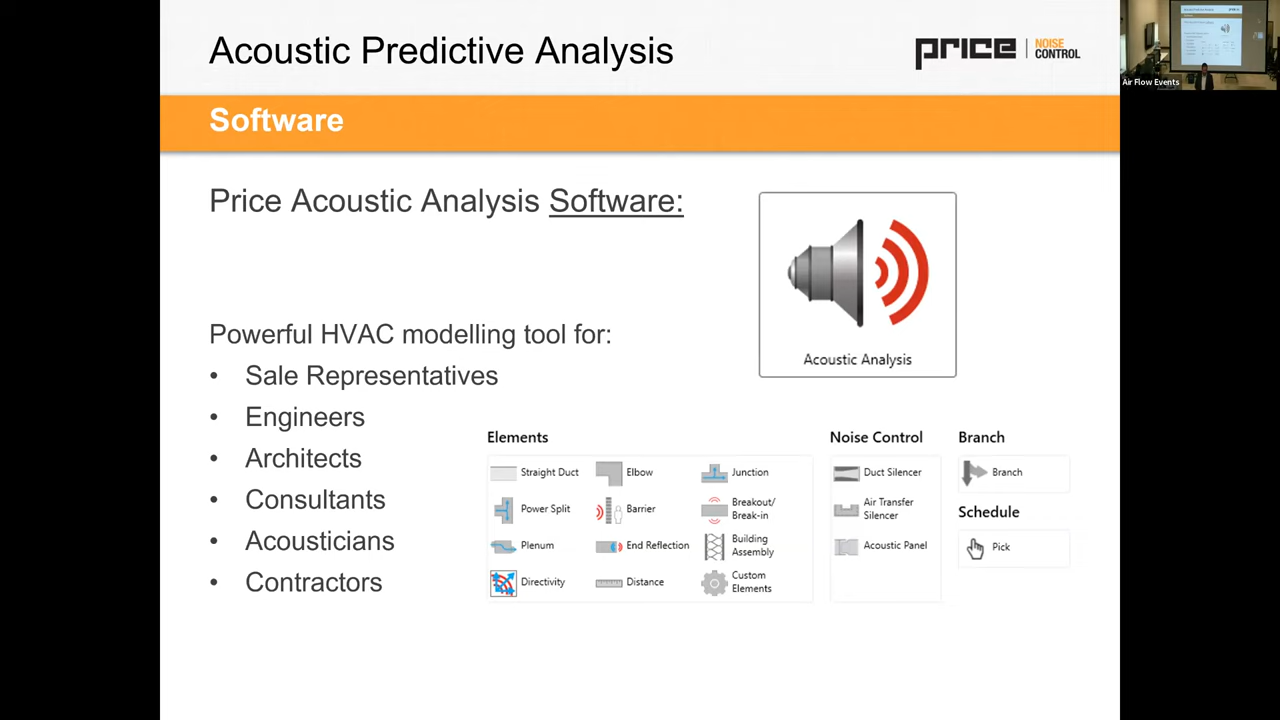 Acoustic Predictive Analysis
price
NOISE
CONTROL
Air Flow Events
Software
Price Acoustic Analysis Software:
Acoustic Analysis
Powerful HVAC modelling tool for:
• Sale Representatives
• Engineers
• Architects
• Consultants
• Acousticians
• Contractors
Elements
Straight Duct
Elbow
Junction
Power Split
Barrier
Breakout/
Break-in
Plenum
End Reflection
Building
Assembly
Directivity
Distance
Custom
Elements
Noise Control
Duct Silencer
Air Transfer
Silencer
Acoustic Panel
Branch
Branch
Schedule
Pick